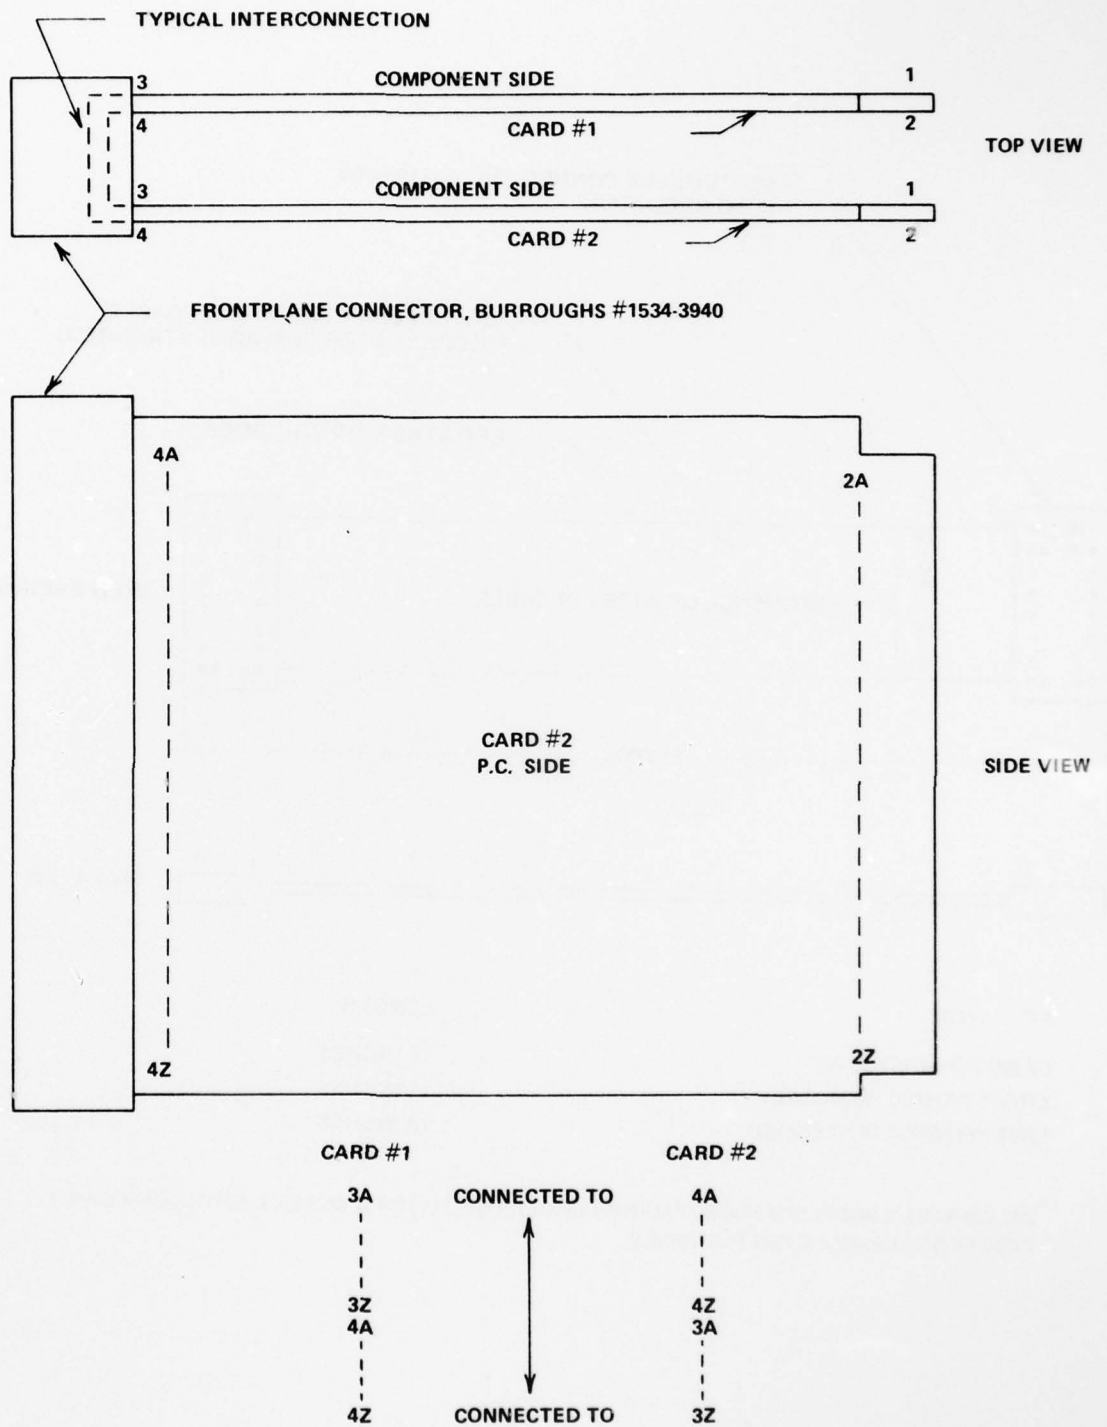 TYPICAL INTERCONNECTION
3 COMPONENT SIDE 1
4 CARD #1 2
TOP VIEW
3 COMPONENT SIDE 1
4 CARD #2 2
FRONTPLANE CONNECTOR, BURROUGHS #1534-3940
4A
2A
CARD #2
P.C. SIDE
SIDE VIEW
4Z
2Z
CARD #1 CARD #2
3A CONNECTED TO 4A
3Z 4Z
4A 3A
4Z CONNECTED TO 3Z